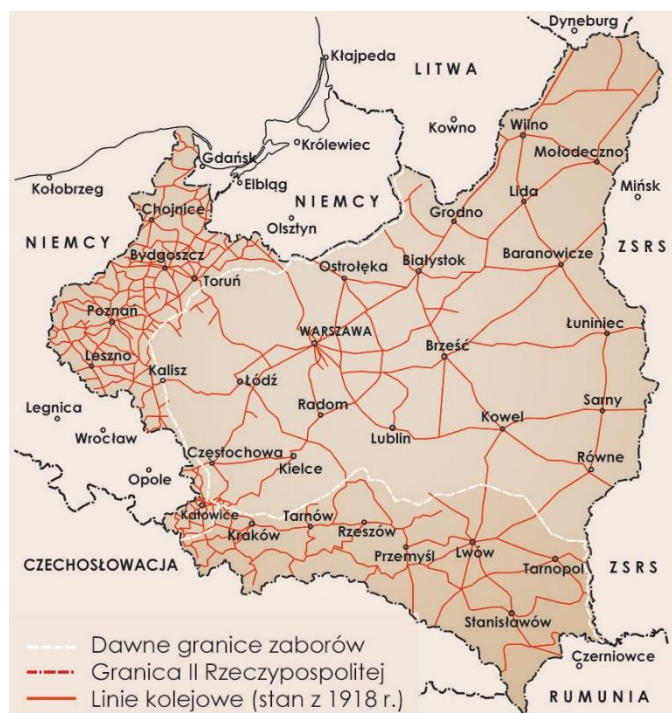 Dyneburg
Kłajpeda
LITWA
Kowno
Wilno
Mołodeczno
Gdańsk
Królewiec
Kołobrzeg
Elbląg
Mińsk
Lida
NIEMCY
Chojnice
Grodno
Olsztyn
NIEMCY
ZSRS
Bydgoszcz
Ostrołęka
Białystok
Baranowicze
Toruń
Poznań
WARSZAWA
Łuniniec
Brześć
Leszno
Kalisz
Łódź
Legnica
Radom
Sarny
Wrocław
Lublin
Kowel
Częstochowa
Kielce
Równe
Opole
Katowice
Tarnów
Rzeszów
Kraków
Przemyśl
Lwów
CZECHOSŁOWACJA
Tarnopol
ZSRS
Stanisławów
Dawne granice zaborów
Czerniowce
Granica II Rzeczypospolitej
Linie kolejowe (stan z 1918 r.)
RUMUNIA